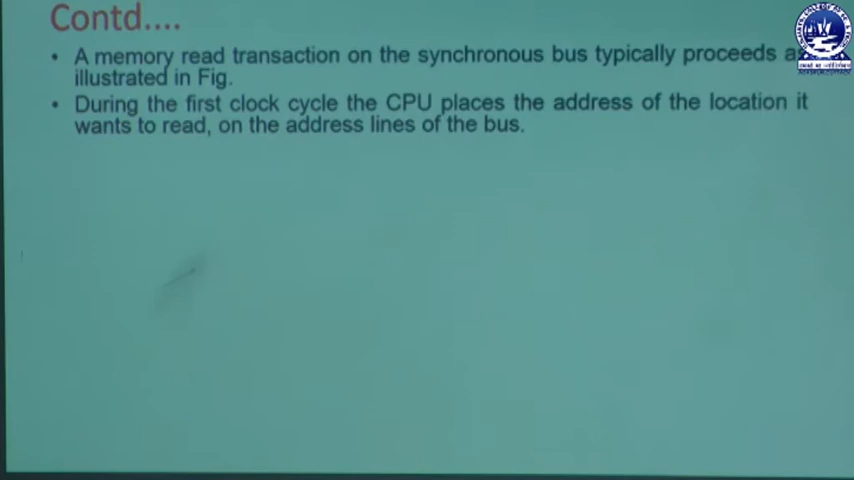 Contd....
• A memory read transaction on the synchronous bus typically proceeds as
illustrated in Fig.
• During the first clock cycle the CPU places the address of the location it
wants to read, on the address lines of the bus.